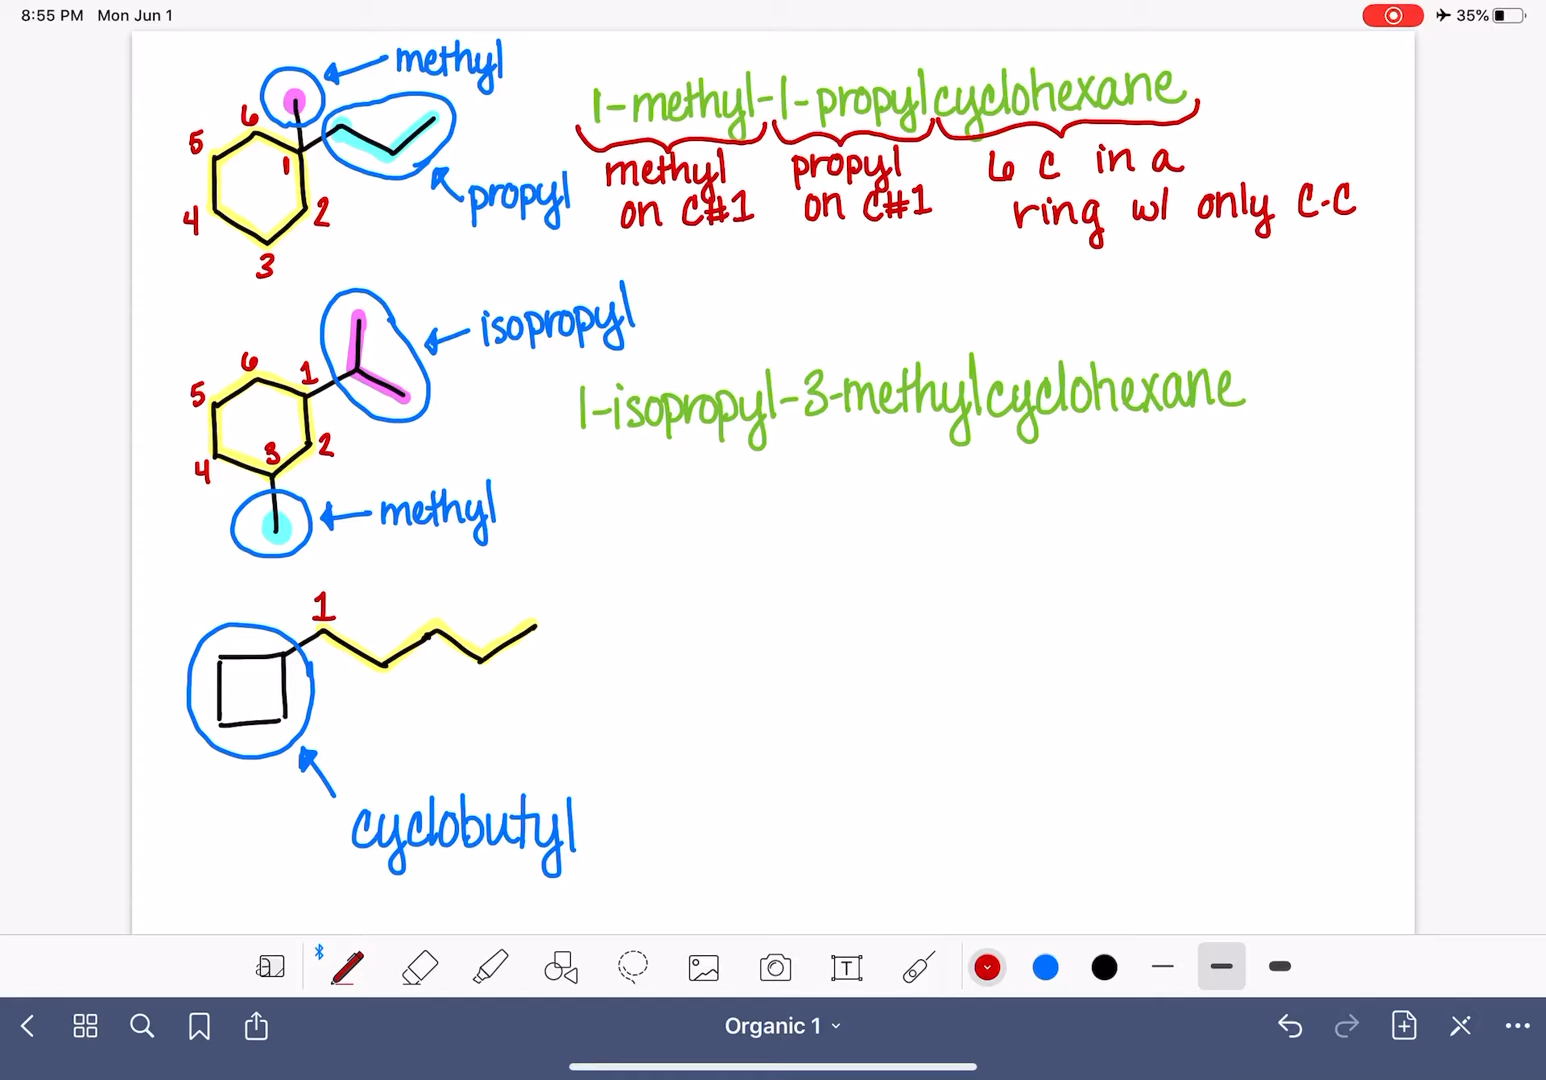 8:55 PM Mon Jun 1
35%
methyl
6
5
1
4
2
3
propyl
1-methyl-1-propylcyclohexane
methyl on C#1
propyl on C#1
6 C in a ring w/ only C-C
isopropyl
6
1
5
3
2
4
methyl
1-isopropyl-3-methylcyclohexane
1
cyclobutyl
T
Organic 1